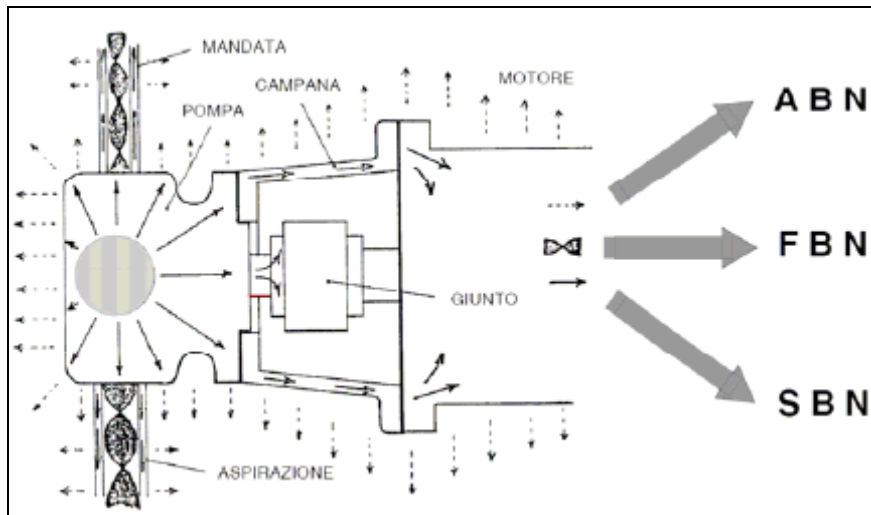 MANDATA
CAMPANA
MOTORE
A B N
POMPA
F B N
GIUNTO
S B N
ASPIRAZIONE